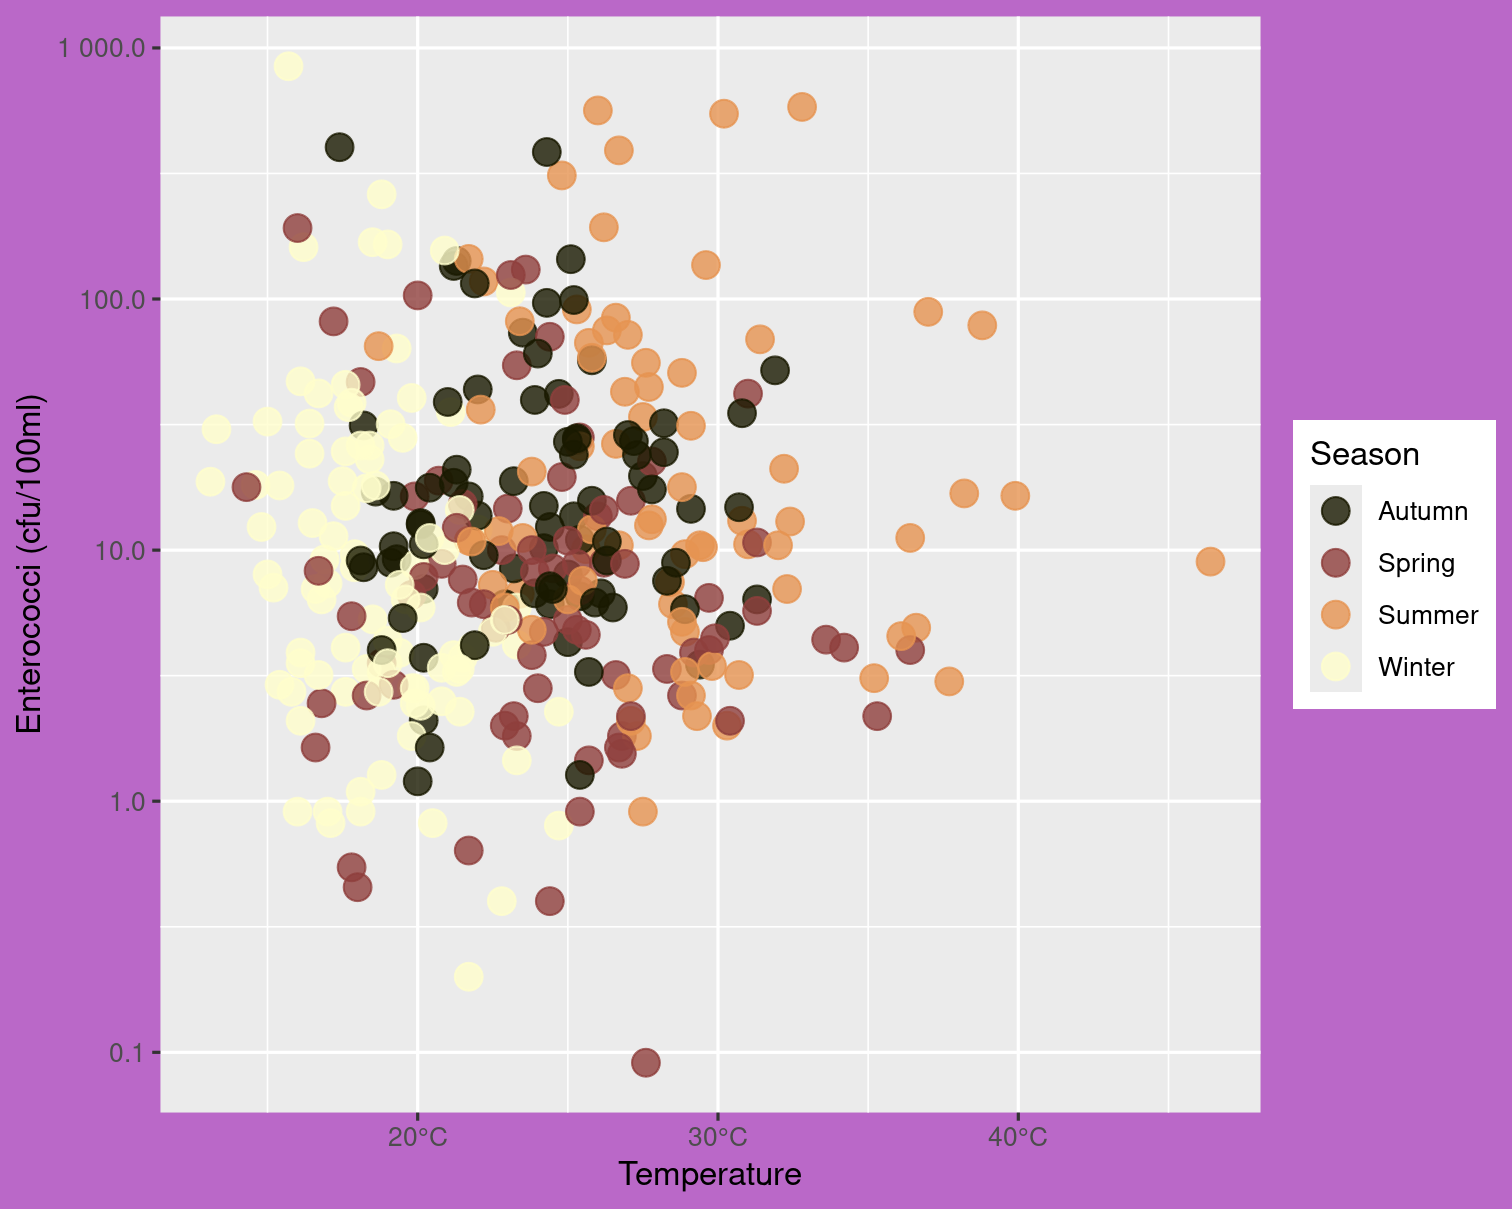 Enterococci (cfu/100ml)
1 000.0
100.0
10.0
1.0
0.1
20°C
30°C
40°C
Temperature
Season
Autumn
Spring
Summer
Winter